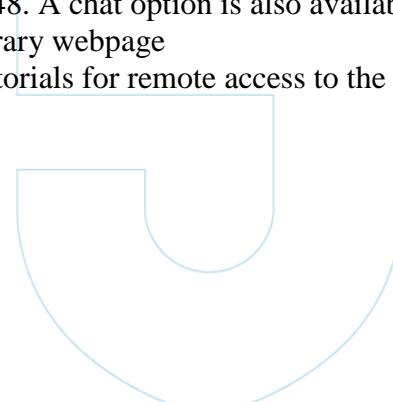 48. A chat option is also availab
rary webpage
torials for remote access to the